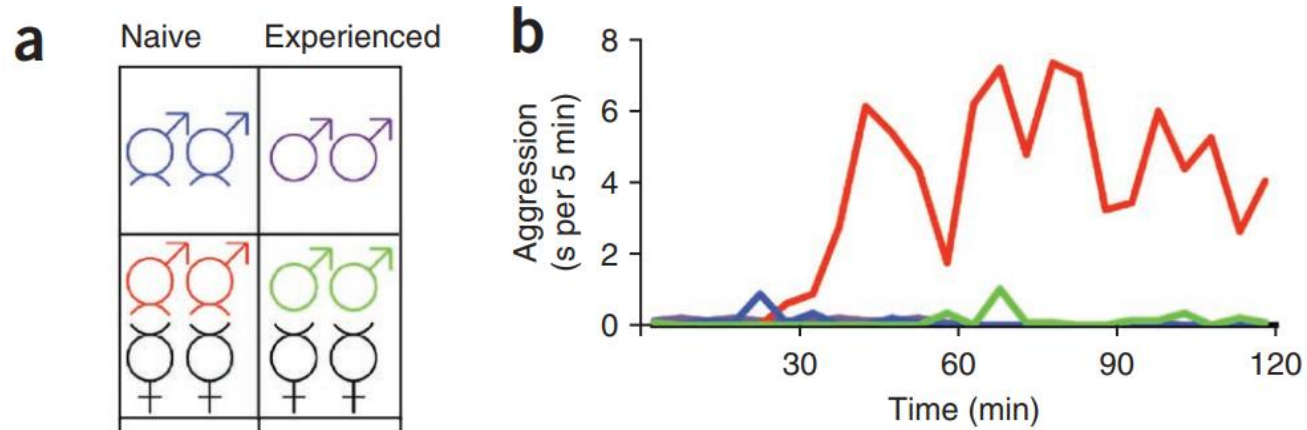 a
Naive Experienced
b
Aggression
(s per 5 min)
8
6
4
2
0
30 60 90 120
Time (min)